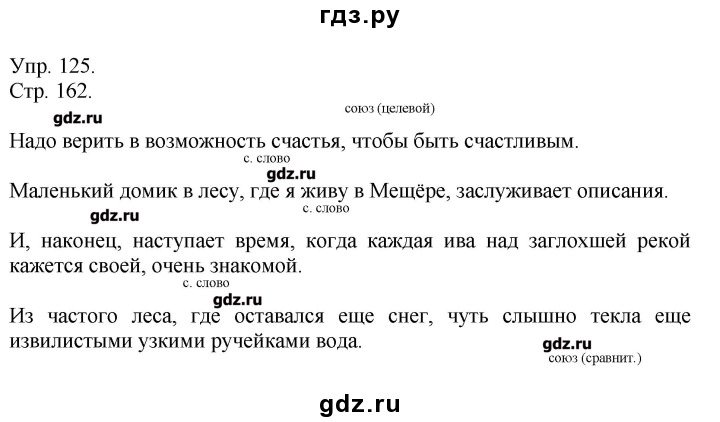 гдз.ру
Упр. 125.
Стр. 162.
союз (целевой)
gdz.ru
Надо верить в возможность счастья, чтобы быть счастливым.
с. слово
gdz.ru
Маленький домик в лесу, где я живу в Мещёре, заслуживает описания.
с. слово
gdz.ru
И, наконец, наступает время, когда каждая ива над заглохшей рекой
кажется своей, очень знакомой.
с. слово
gdz.ru
Из частого леса, где оставался еще снег, чуть слышно текла еще
извилистыми узкими ручейками вода.
gdz.ru
союз (сравнит.)
gdz.ru